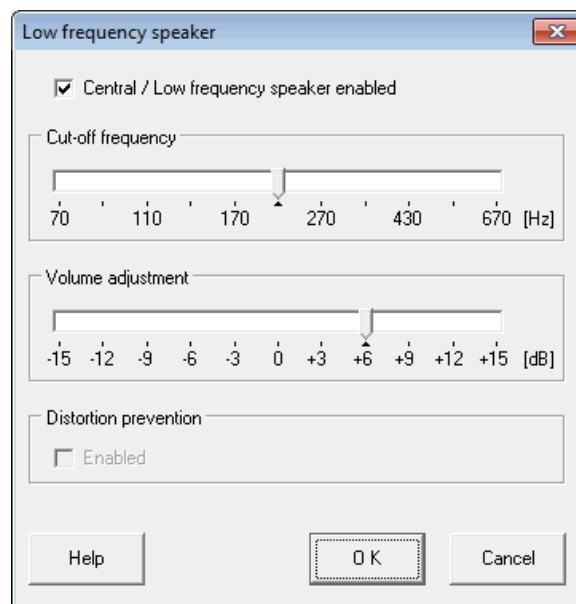 Low frequency speaker
Central / Low frequency speaker enabled
Cut-off frequency
70 110 170 270 430 670 [Hz]
Volume adjustment
-15 -12 -9 -6 -3 0 +3 +6 +9 +12 +15 [dB]
Distortion prevention
Enabled
Help O K Cancel